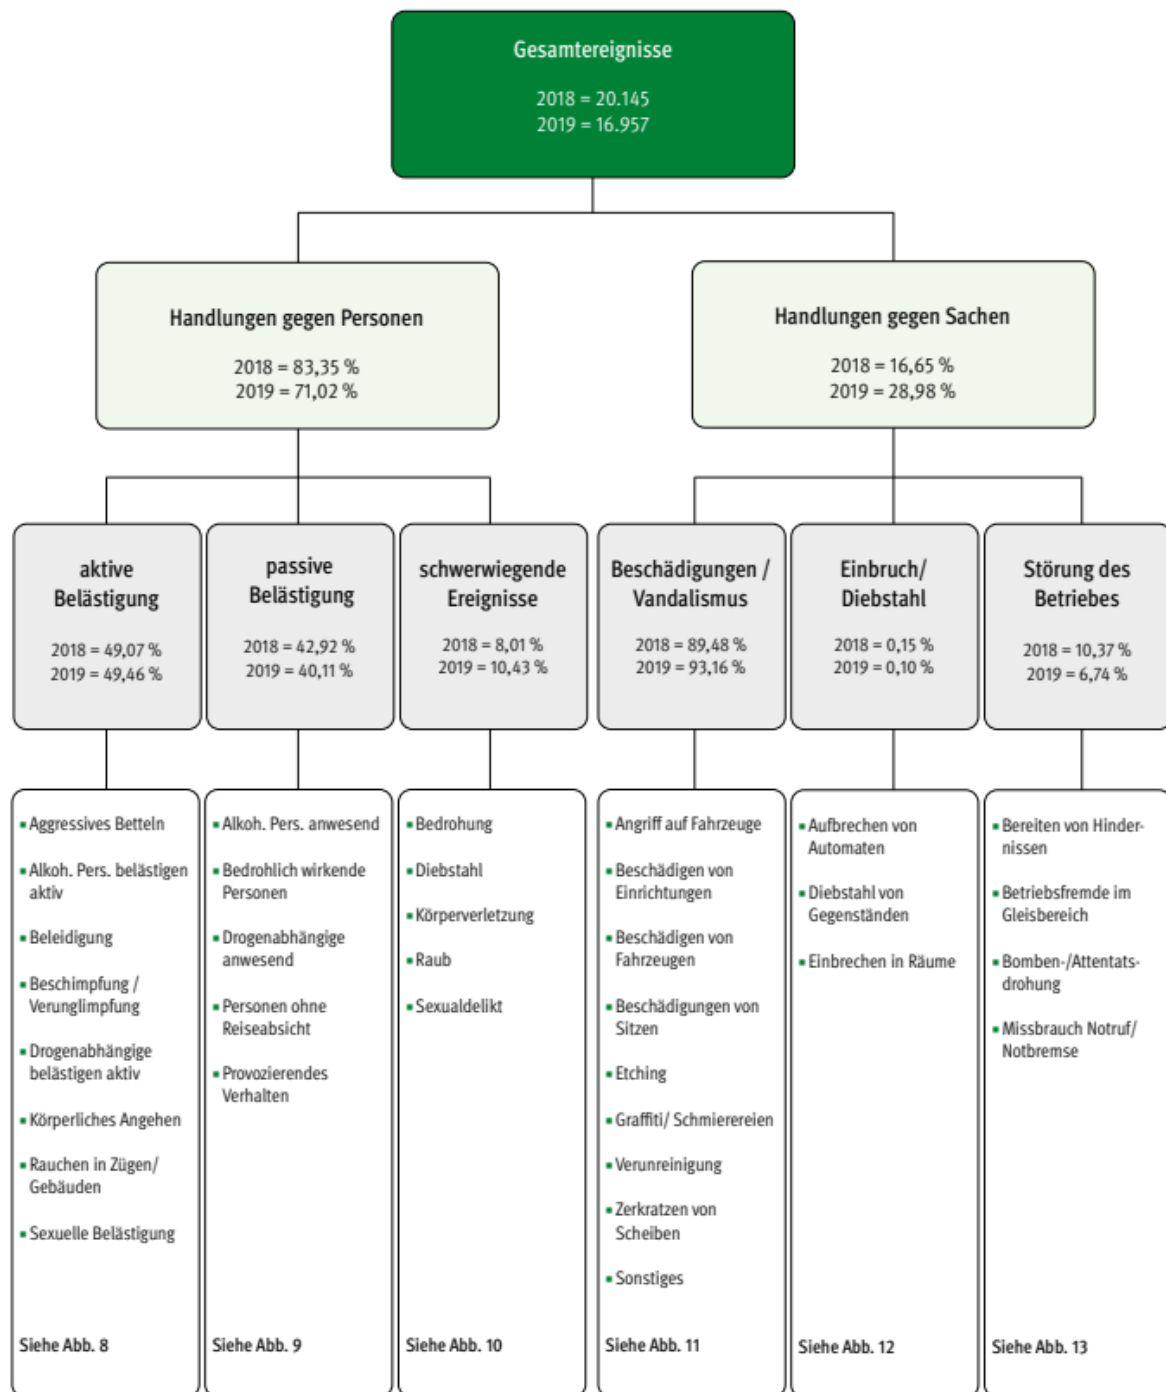 Gesamtereignisse
2018 = 20.145
2019 = 16.957
Handlungen gegen Personen
2018 = 83,35 %
2019 = 71,02 %
Handlungen gegen Sachen
2018 = 16,65 %
2019 = 28,98 %
aktive
Belästigung
2018 = 49,07 %
2019 = 49,46 %
passive
Belästigung
2018 = 42,92 %
2019 = 40,11 %
schwerwiegende
Ereignisse
2018 = 8,01 %
2019 = 10,43 %
Beschädigungen /
Vandalismus
2018 = 89,48 %
2019 = 93,16 %
Einbruch/
Diebstahl
2018 = 0,15 %
2019 = 0,10 %
Störung des
Betriebes
2018 = 10,37 %
2019 = 6,74 %
▪ Aggressives Betteln
▪ Alkoh. Pers. belästigen
aktiv
▪ Beleidigung
▪ Beschimpfung /
Verunglimpfung
▪ Drogenabhängige
belästigen aktiv
▪ Körperliches Angehen
▪ Rauchen in Zügen/
Gebäuden
▪ Sexuelle Belästigung
Siehe Abb. 8
▪ Alkoh. Pers. anwesend
▪ Bedrohlich wirkende
Personen
▪ Drogenabhängige
anwesend
▪ Personen ohne
Reiseabsicht
▪ Provozierendes
Verhalten
Siehe Abb. 9
▪ Bedrohung
▪ Diebstahl
▪ Körperverletzung
▪ Raub
▪ Sexualdelikt
Siehe Abb. 10
▪ Angriff auf Fahrzeuge
▪ Beschädigen von
Einrichtungen
▪ Beschädigen von
Fahrzeugen
▪ Beschädigungen von
Sitzen
▪ Etching
▪ Graffiti/ Schmierereien
▪ Verunreinigung
▪ Zerkratzen von
Scheiben
▪ Sonstiges
Siehe Abb. 11
▪ Aufbrechen von
Automaten
▪ Diebstahl von
Gegenständen
▪ Einbrechen in Räume
Siehe Abb. 12
▪ Bereiten von Hinder-
nissen
▪ Betriebsfremde im
Gleisbereich
▪ Bomben-/Attentats-
drohung
▪ Missbrauch Notruf/
Notbremse
Siehe Abb. 13